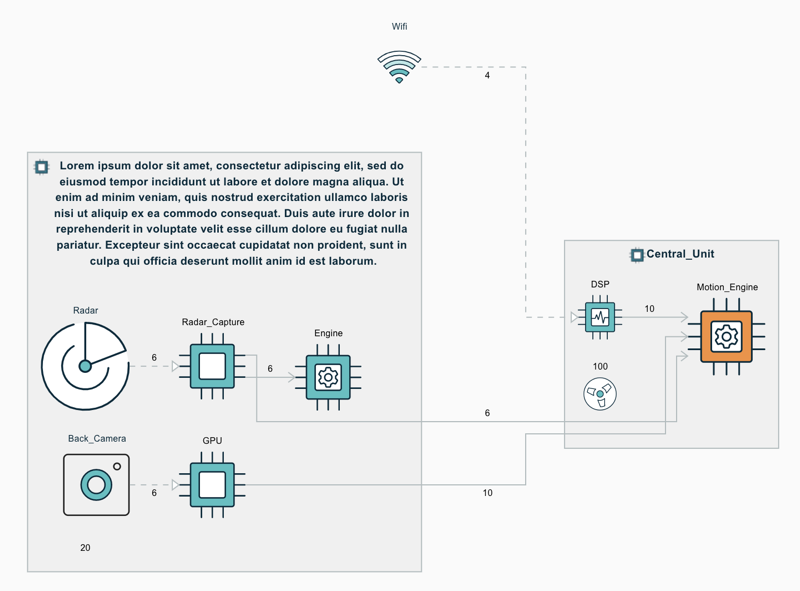 Wifi
4
Lorem ipsum dolor sit amet, consectetur adipiscing elit, sed do
eiusmod tempor incididunt ut labore et dolore magna aliqua. Ut
enim ad minim veniam, quis nostrud exercitation ullamco laboris
nisi ut aliquip ex ea commodo consequat. Duis aute irure dolor in
reprehenderit in voluptate velit esse cillum dolore eu fugiat nulla
pariatur. Excepteur sint occaecat cupidatat non proident, sunt in
culpa qui officia deserunt mollit anim id est laborum.
Central_Unit
DSP
Motion_Engine
10
Radar
Radar_Capture
Engine
6
6
100
6
Back_Camera
GPU
6
10
20